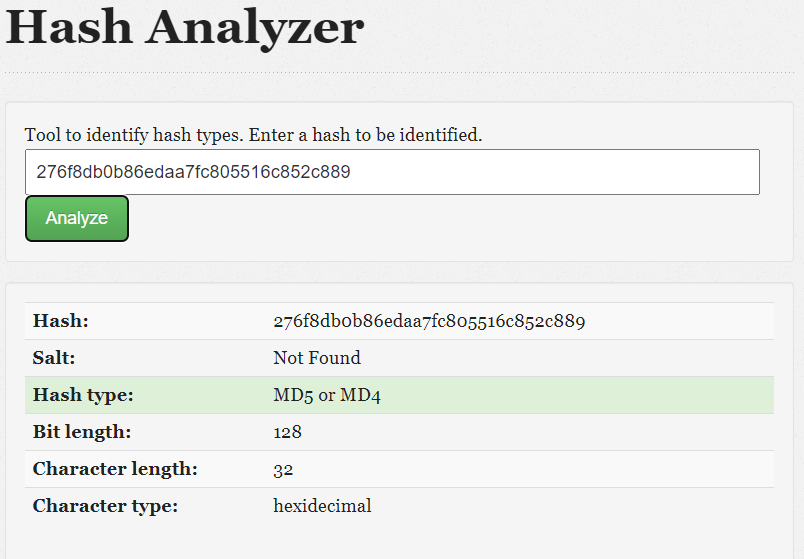 Hash Analyzer
Tool to identify hash types. Enter a hash to be identified.
276f8db0b86edaa7fc805516c852c889
Analyze
Hash: 276f8db0b86edaa7fc805516c852c889
Salt: Not Found
Hash type: MD5 or MD4
Bit length: 128
Character length: 32
Character type: hexidecimal